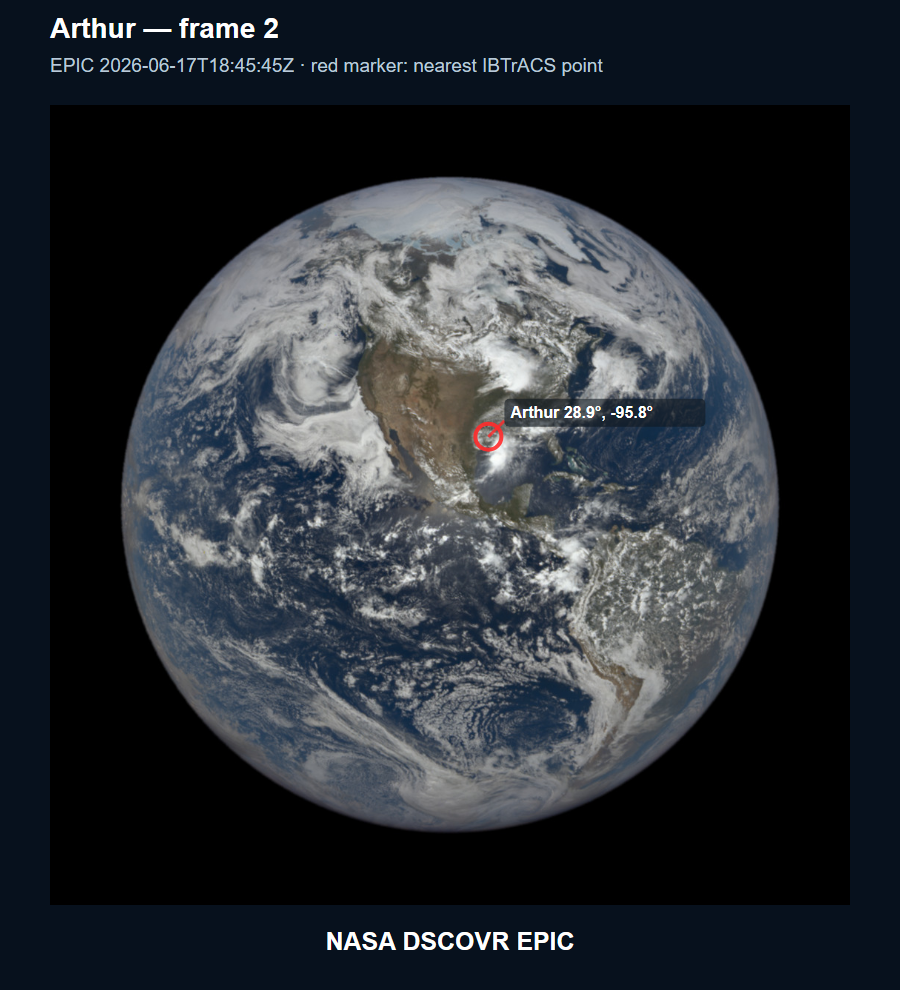 Arthur — frame 2
EPIC 2026-06-17T18:45:45Z · red marker: nearest IBTrACS point
Arthur 28.9°, -95.8°
NASA DSCOVR EPIC